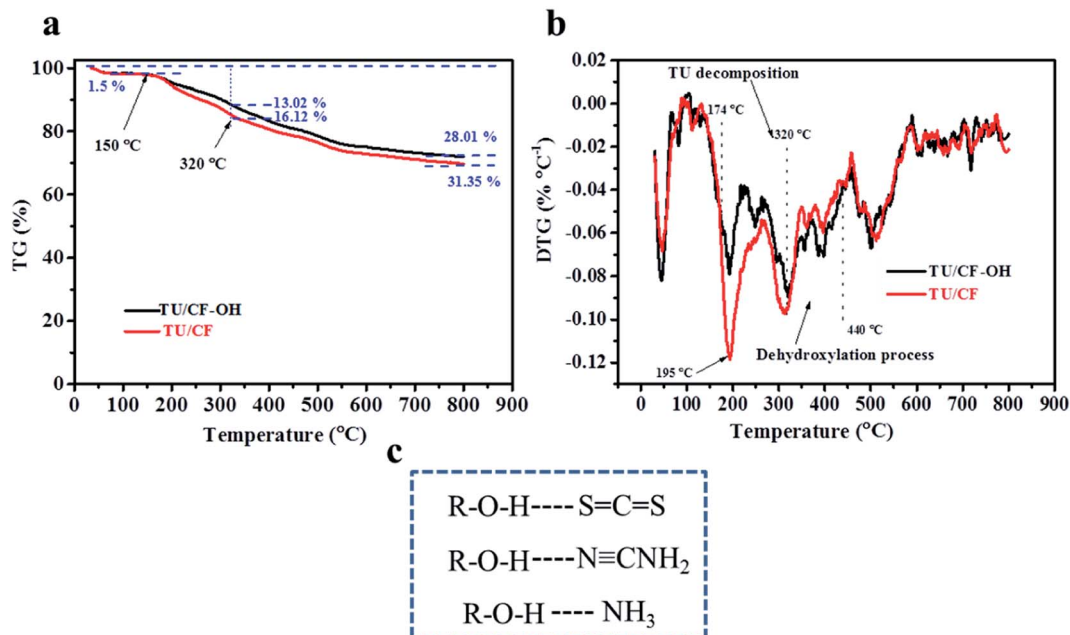 a
100
80
60
40
20
0
TG (%)
1.5 %
150 °C
320 °C
13.02 %
16.12 %
28.01 %
31.35 %
TU/CF-OH
TU/CF
0 100 200 300 400 500 600 700 800 900
Temperature (°C)
b
0.02
0.00
-0.02
-0.04
-0.06
-0.08
-0.10
-0.12
DTG (% °C⁻¹)
TU decomposition
174 °C
320 °C
TU/CF-OH
TU/CF
440 °C
Dehydroxylation process
195 °C
0 100 200 300 400 500 600 700 800 900
Temperature (°C)
c
R-O-H----S=C=S
R-O-H----N≡CNH₂
R-O-H ---- NH₃